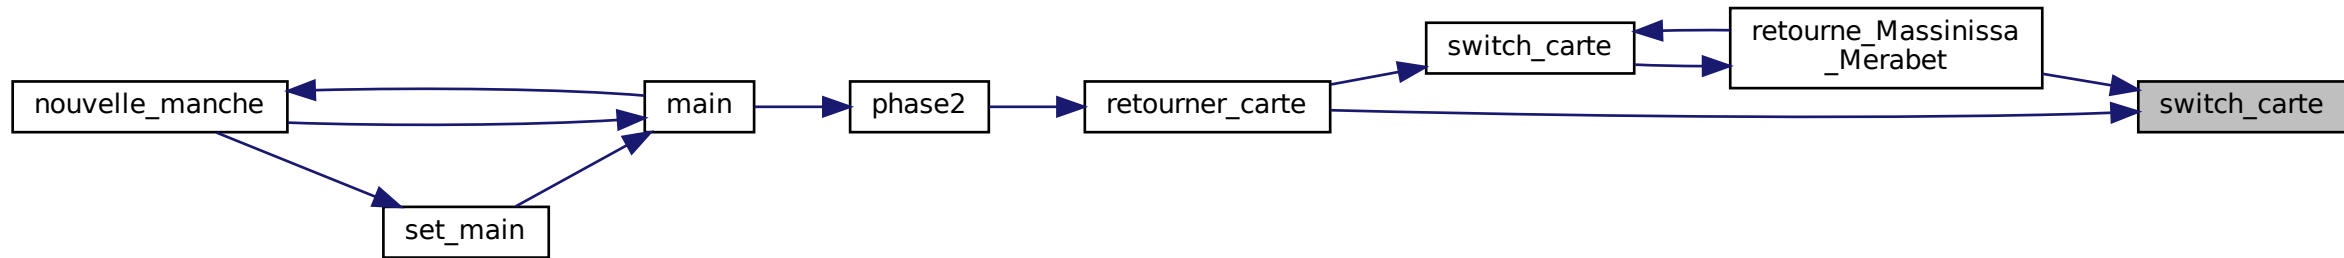 nouvelle_manche
main
set_main
phase2
retourner_carte
switch_carte
retourne_Massinissa
_Merabet
switch_carte